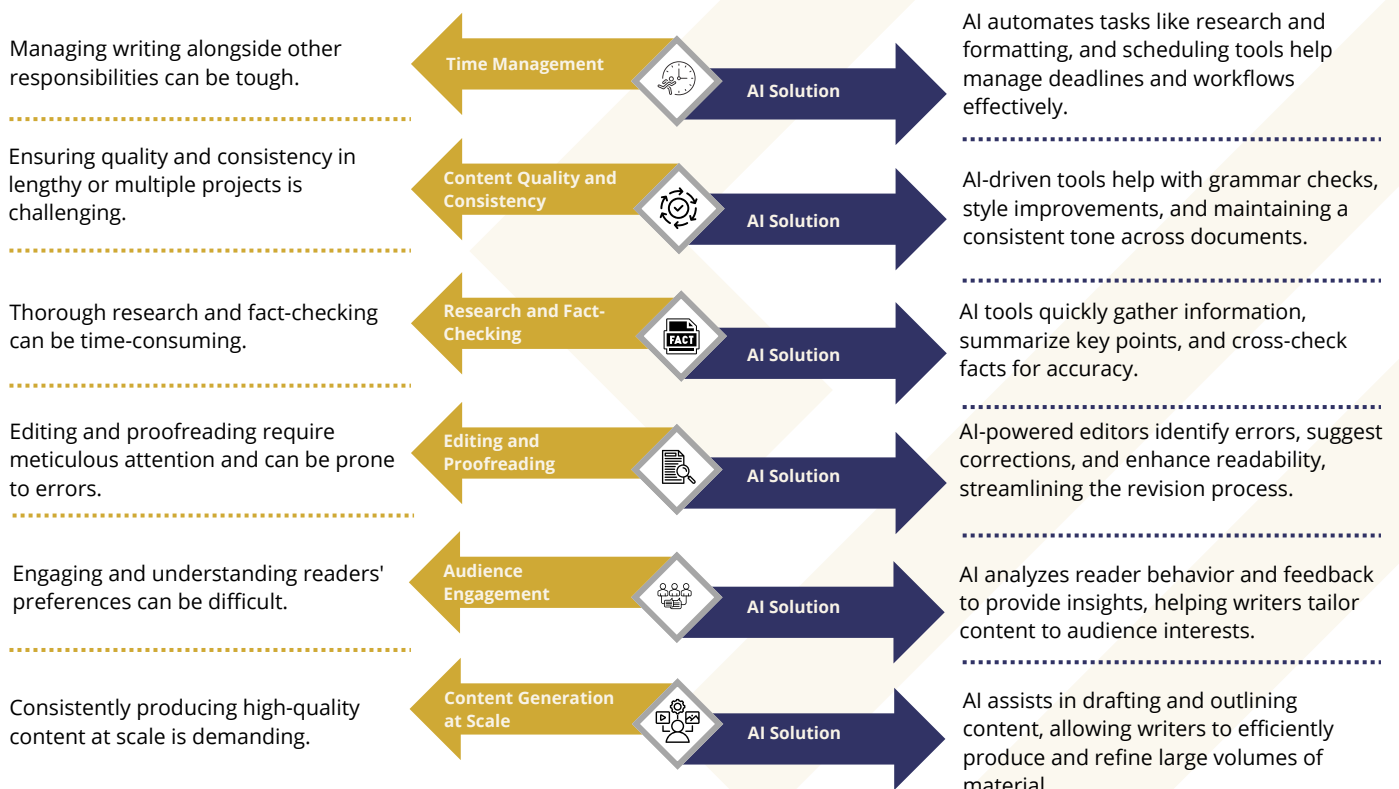 Managing writing alongside other
responsibilities can be tough.
Time Management
AI Solution
AI automates tasks like research and
formatting, and scheduling tools help
manage deadlines and workflows
effectively.
Ensuring quality and consistency in
lengthy or multiple projects is
challenging.
Content Quality and
Consistency
AI Solution
AI-driven tools help with grammar checks,
style improvements, and maintaining a
consistent tone across documents.
Thorough research and fact-checking
can be time-consuming.
Research and Fact-
Checking
FACT
AI Solution
AI tools quickly gather information,
summarize key points, and cross-check
facts for accuracy.
Editing and proofreading require
meticulous attention and can be prone
to errors.
Editing and
Proofreading
AI Solution
AI-powered editors identify errors, suggest
corrections, and enhance readability,
streamlining the revision process.
Engaging and understanding readers'
preferences can be difficult.
Audience
Engagement
AI Solution
AI analyzes reader behavior and feedback
to provide insights, helping writers tailor
content to audience interests.
Consistently producing high-quality
content at scale is demanding.
Content Generation
at Scale
AI Solution
AI assists in drafting and outlining
content, allowing writers to efficiently
produce and refine large volumes of
material